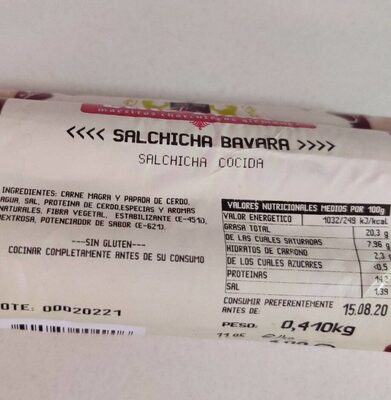 maestros charcuteros
<<<< SALCHICHA BAVARA >>>>
SALCHICHA COCIDA
INGREDIENTES: CARNE MAGRA Y PAPADA DE CERDO,
AGUA, SAL, PROTEINA DE CERDO,ESPECIAS Y AROMAS
NATURALES, FIBRA VEGETAL, ESTABILIZANTE (E-451),
DEXTROSA, POTENCIADOR DE SABOR (E-621).
---SIN GLUTEN---
COCINAR COMPLETAMENTE ANTES DE SU CONSUMO
VALORES NUTRICIONALES MEDIOS POR 100g
VALOR ENERGETICO 1032/249 kJ/kcal
GRASA TOTAL 20,3 g
DE LAS CUALES SATURADAS 7,96 g
HIDRATOS DE CARBONO
DE LOS CUALES AZUCARES <0,5
PROTEINAS
SAL 1,99
CONSUMIR PREFERENTEMENTE
ANTES DE: 15.08.20
OTE: 00020221
PESO: 0,410kg